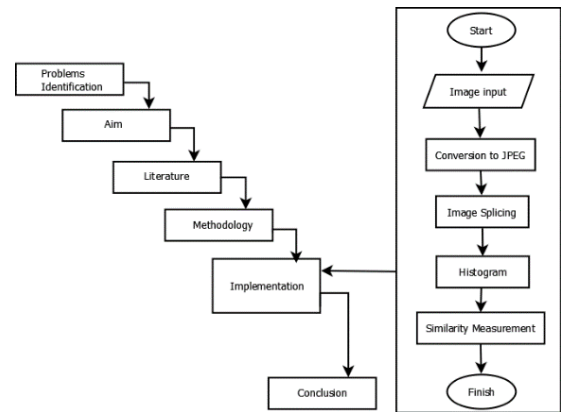 Problems
Identification
Aim
Literature
Methodology
Implementation
Conclusion
Start
Image input
Conversion to JPEG
Image Splicing
Histogram
Similarity Measurement
Finish